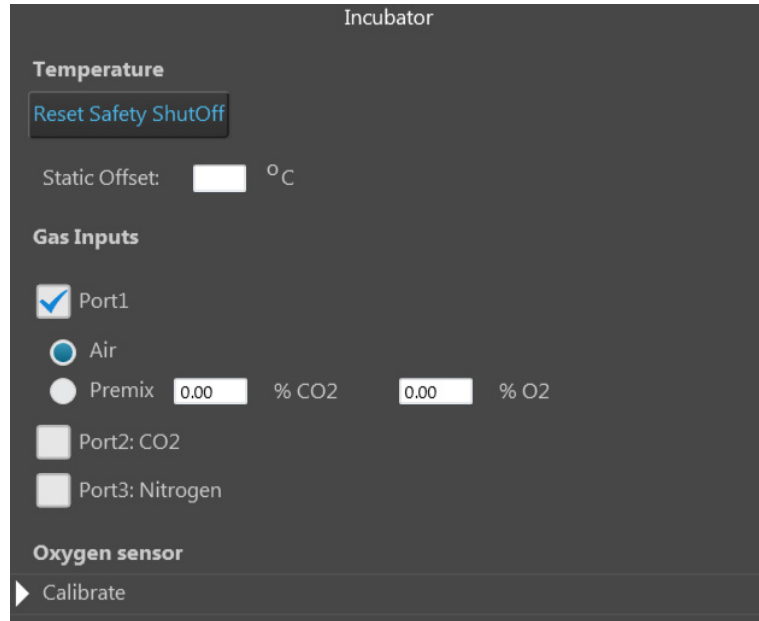 Incubator
Temperature
Reset Safety ShutOff
Static Offset: °C
Gas Inputs
Port1
Air
Premix 0.00 % CO2 0.00 % O2
Port2: CO2
Port3: Nitrogen
Oxygen sensor
Calibrate